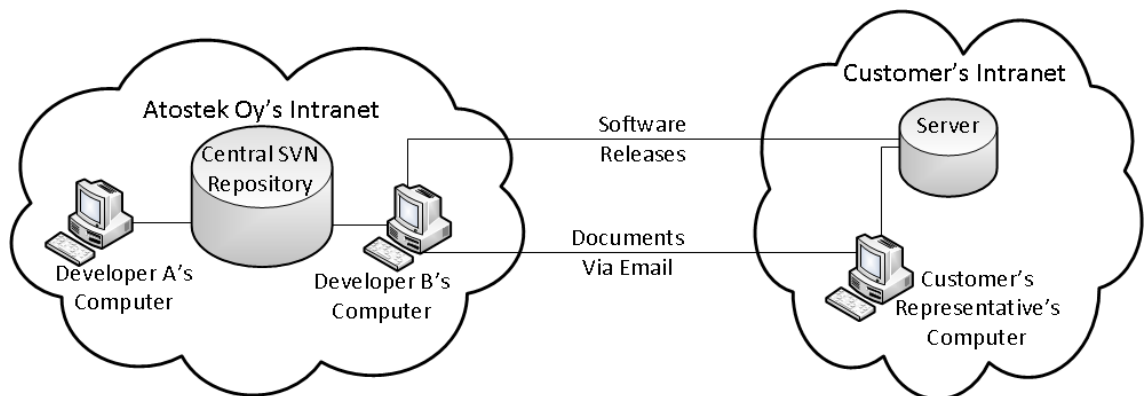 Atostek Oy's Intranet
Central SVN
Repository
Developer A's
Computer
Developer B's
Computer
Software
Releases
Documents
Via Email
Customer's Intranet
Server
Customer's
Representative's
Computer